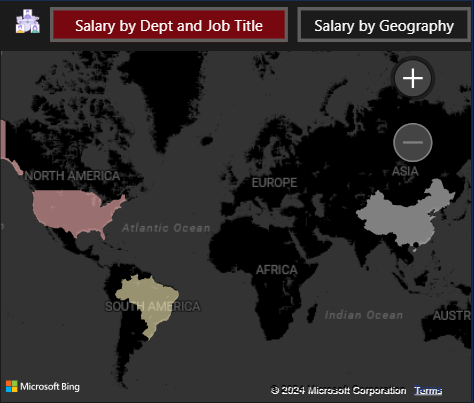 Salary by Dept and Job Title
Salary by Geography
ASIA
NORTH AMERICA
EUROPE
Atlantic Ocean
AFRICA
SOUTH AMERICA
Indian Ocean
AUSTR
Microsoft Bing
© 2024 Microsoft Corporation Terms